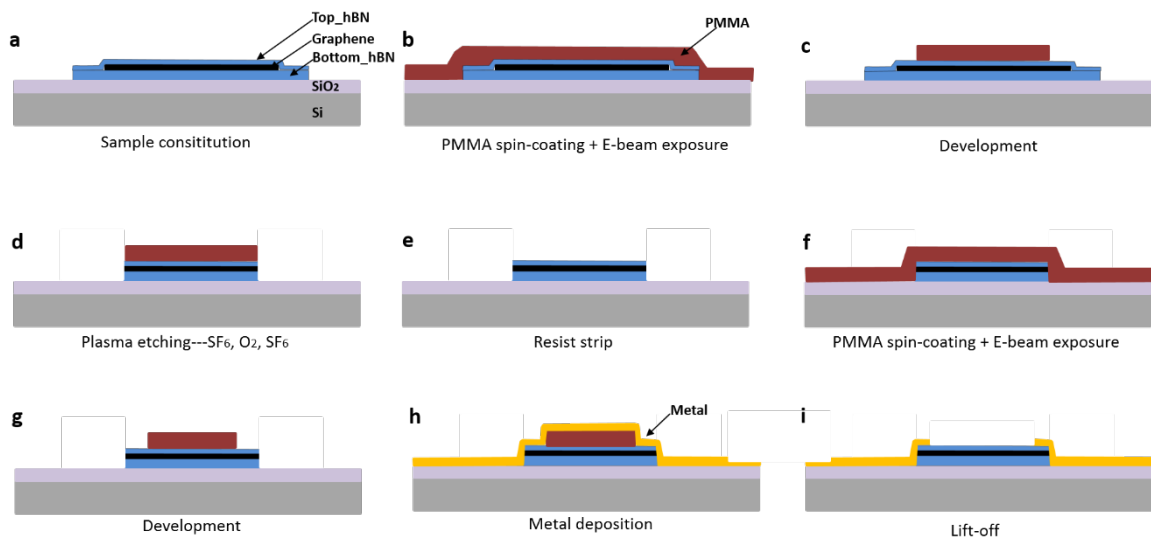 a
Top_hBN
Graphene
Bottom_hBN
SiO₂
Si
Sample consititution
b
PMMA
PMMA spin-coating + E-beam exposure
c
Development
d
Plasma etching---SF₆, O₂, SF₆
e
Resist strip
f
PMMA spin-coating + E-beam exposure
g
Development
h
Metal
Metal deposition
i
Lift-off